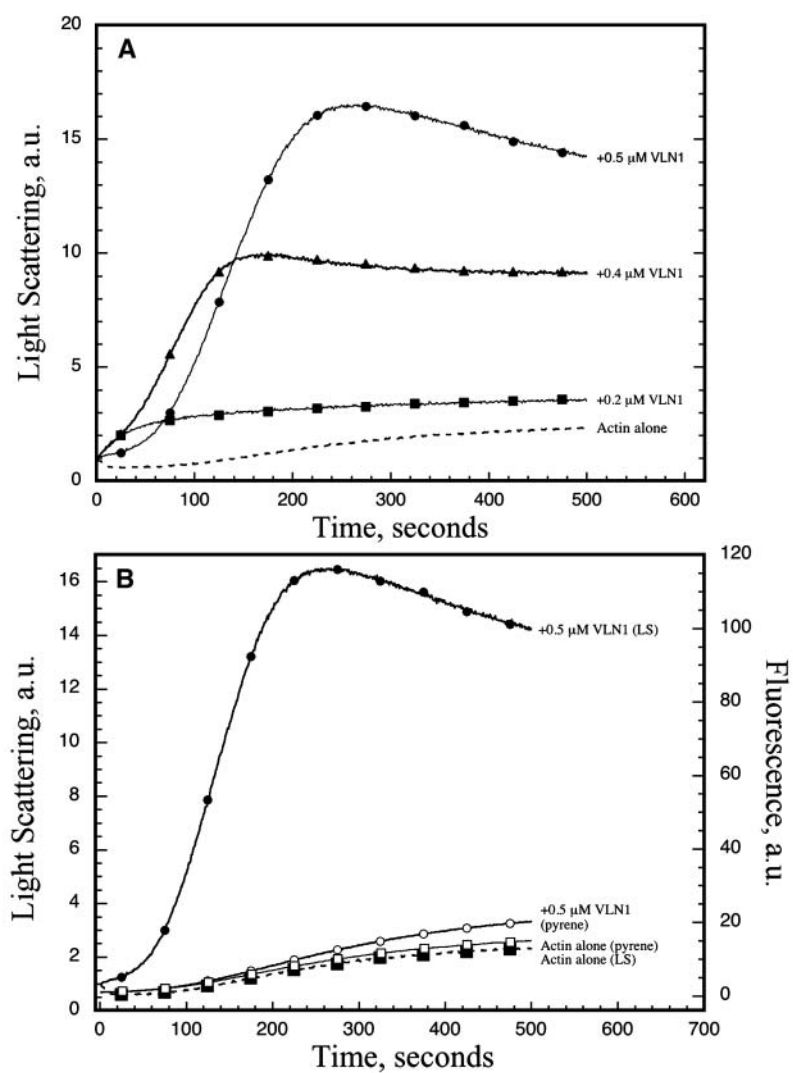 A
20
15
10
5
0
Light Scattering, a.u.
+0.5 µM VLN1
+0.4 µM VLN1
+0.2 µM VLN1
Actin alone
0 100 200 300 400 500 600
Time, seconds
B
16
14
12
10
8
6
4
2
0
Light Scattering, a.u.
120
100
80
60
40
20
0
Fluorescence, a.u.
+0.5 µM VLN1 (LS)
+0.5 µM VLN1
(pyrene)
Actin alone (pyrene)
Actin alone (LS)
0 100 200 300 400 500 600 700
Time, seconds